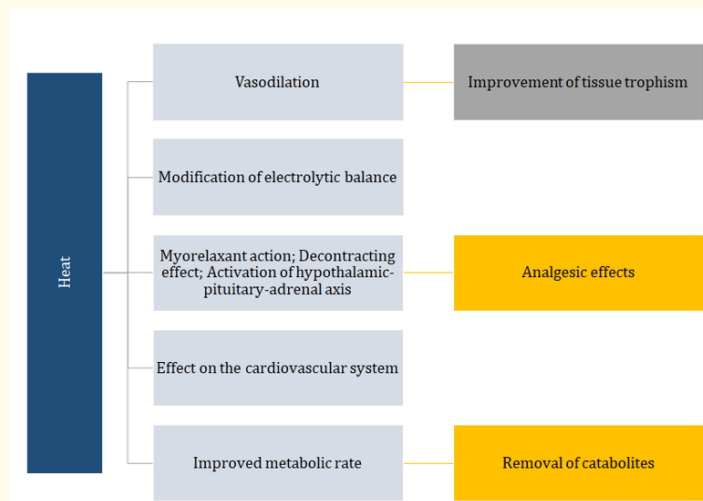 Heat
Vasodilation
Improvement of tissue trophism
Modification of electrolytic balance
Myorelaxant action; Decontracting
effect; Activation of hypothalamic-
pituitary-adrenal axis
Analgesic effects
Effect on the cardiovascular system
Improved metabolic rate
Removal of catabolites